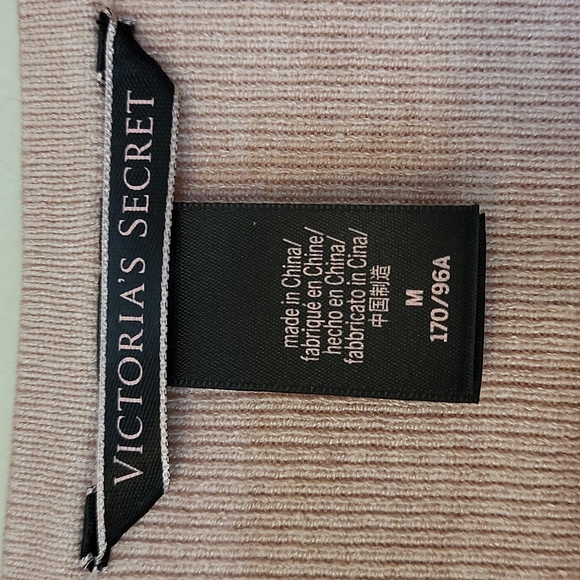 VICTORIA'S SECRET
made in China/
fabriqué en Chine/
hecho en China/
fabbricato in Cina/
中国制造
M
170/96A